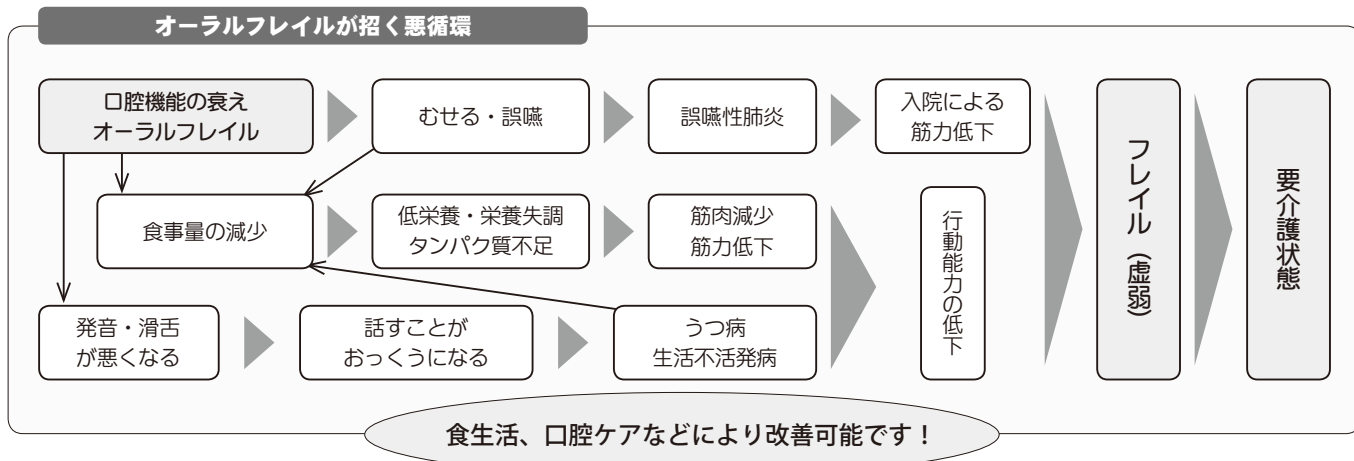 オーラルフレイルが招く悪循環
口腔機能の衰え
オーラルフレイル
むせる・誤嚥
誤嚥性肺炎
入院による
筋力低下
食事量の減少
低栄養・栄養失調
タンパク質不足
筋肉減少
筋力低下
発音・滑舌
が悪くなる
話すことが
おっくうになる
うつ病
生活不活発病
行動能力の低下
フレイル（虚弱）
要介護状態
食生活、口腔ケアなどにより改善可能です！